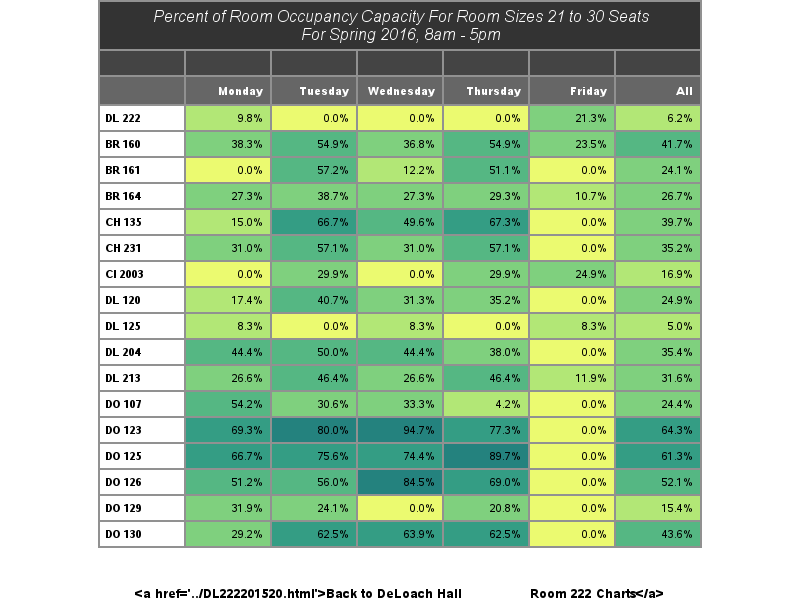 Percent of Room Occupancy Capacity For Room Sizes 21 to 30 Seats
For Spring 2016, 8am - 5pm
Monday Tuesday Wednesday Thursday Friday All
DL 222 9.8% 0.0% 0.0% 0.0% 21.3% 6.2%
BR 160 38.3% 54.9% 36.8% 54.9% 23.5% 41.7%
BR 161 0.0% 57.2% 12.2% 51.1% 0.0% 24.1%
BR 164 27.3% 38.7% 27.3% 29.3% 10.7% 26.7%
CH 135 15.0% 66.7% 49.6% 67.3% 0.0% 39.7%
CH 231 31.0% 57.1% 31.0% 57.1% 0.0% 35.2%
CI 2003 0.0% 29.9% 0.0% 29.9% 24.9% 16.9%
DL 120 17.4% 40.7% 31.3% 35.2% 0.0% 24.9%
DL 125 8.3% 0.0% 8.3% 0.0% 8.3% 5.0%
DL 204 44.4% 50.0% 44.4% 38.0% 0.0% 35.4%
DL 213 26.6% 46.4% 26.6% 46.4% 11.9% 31.6%
DO 107 54.2% 30.6% 33.3% 4.2% 0.0% 24.4%
DO 123 69.3% 80.0% 94.7% 77.3% 0.0% 64.3%
DO 125 66.7% 75.6% 74.4% 89.7% 0.0% 61.3%
DO 126 51.2% 56.0% 84.5% 69.0% 0.0% 52.1%
DO 129 31.9% 24.1% 0.0% 20.8% 0.0% 15.4%
DO 130 29.2% 62.5% 63.9% 62.5% 0.0% 43.6%
<a href='../DL222201520.html'>Back to DeLoach Hall Room 222 Charts</a>